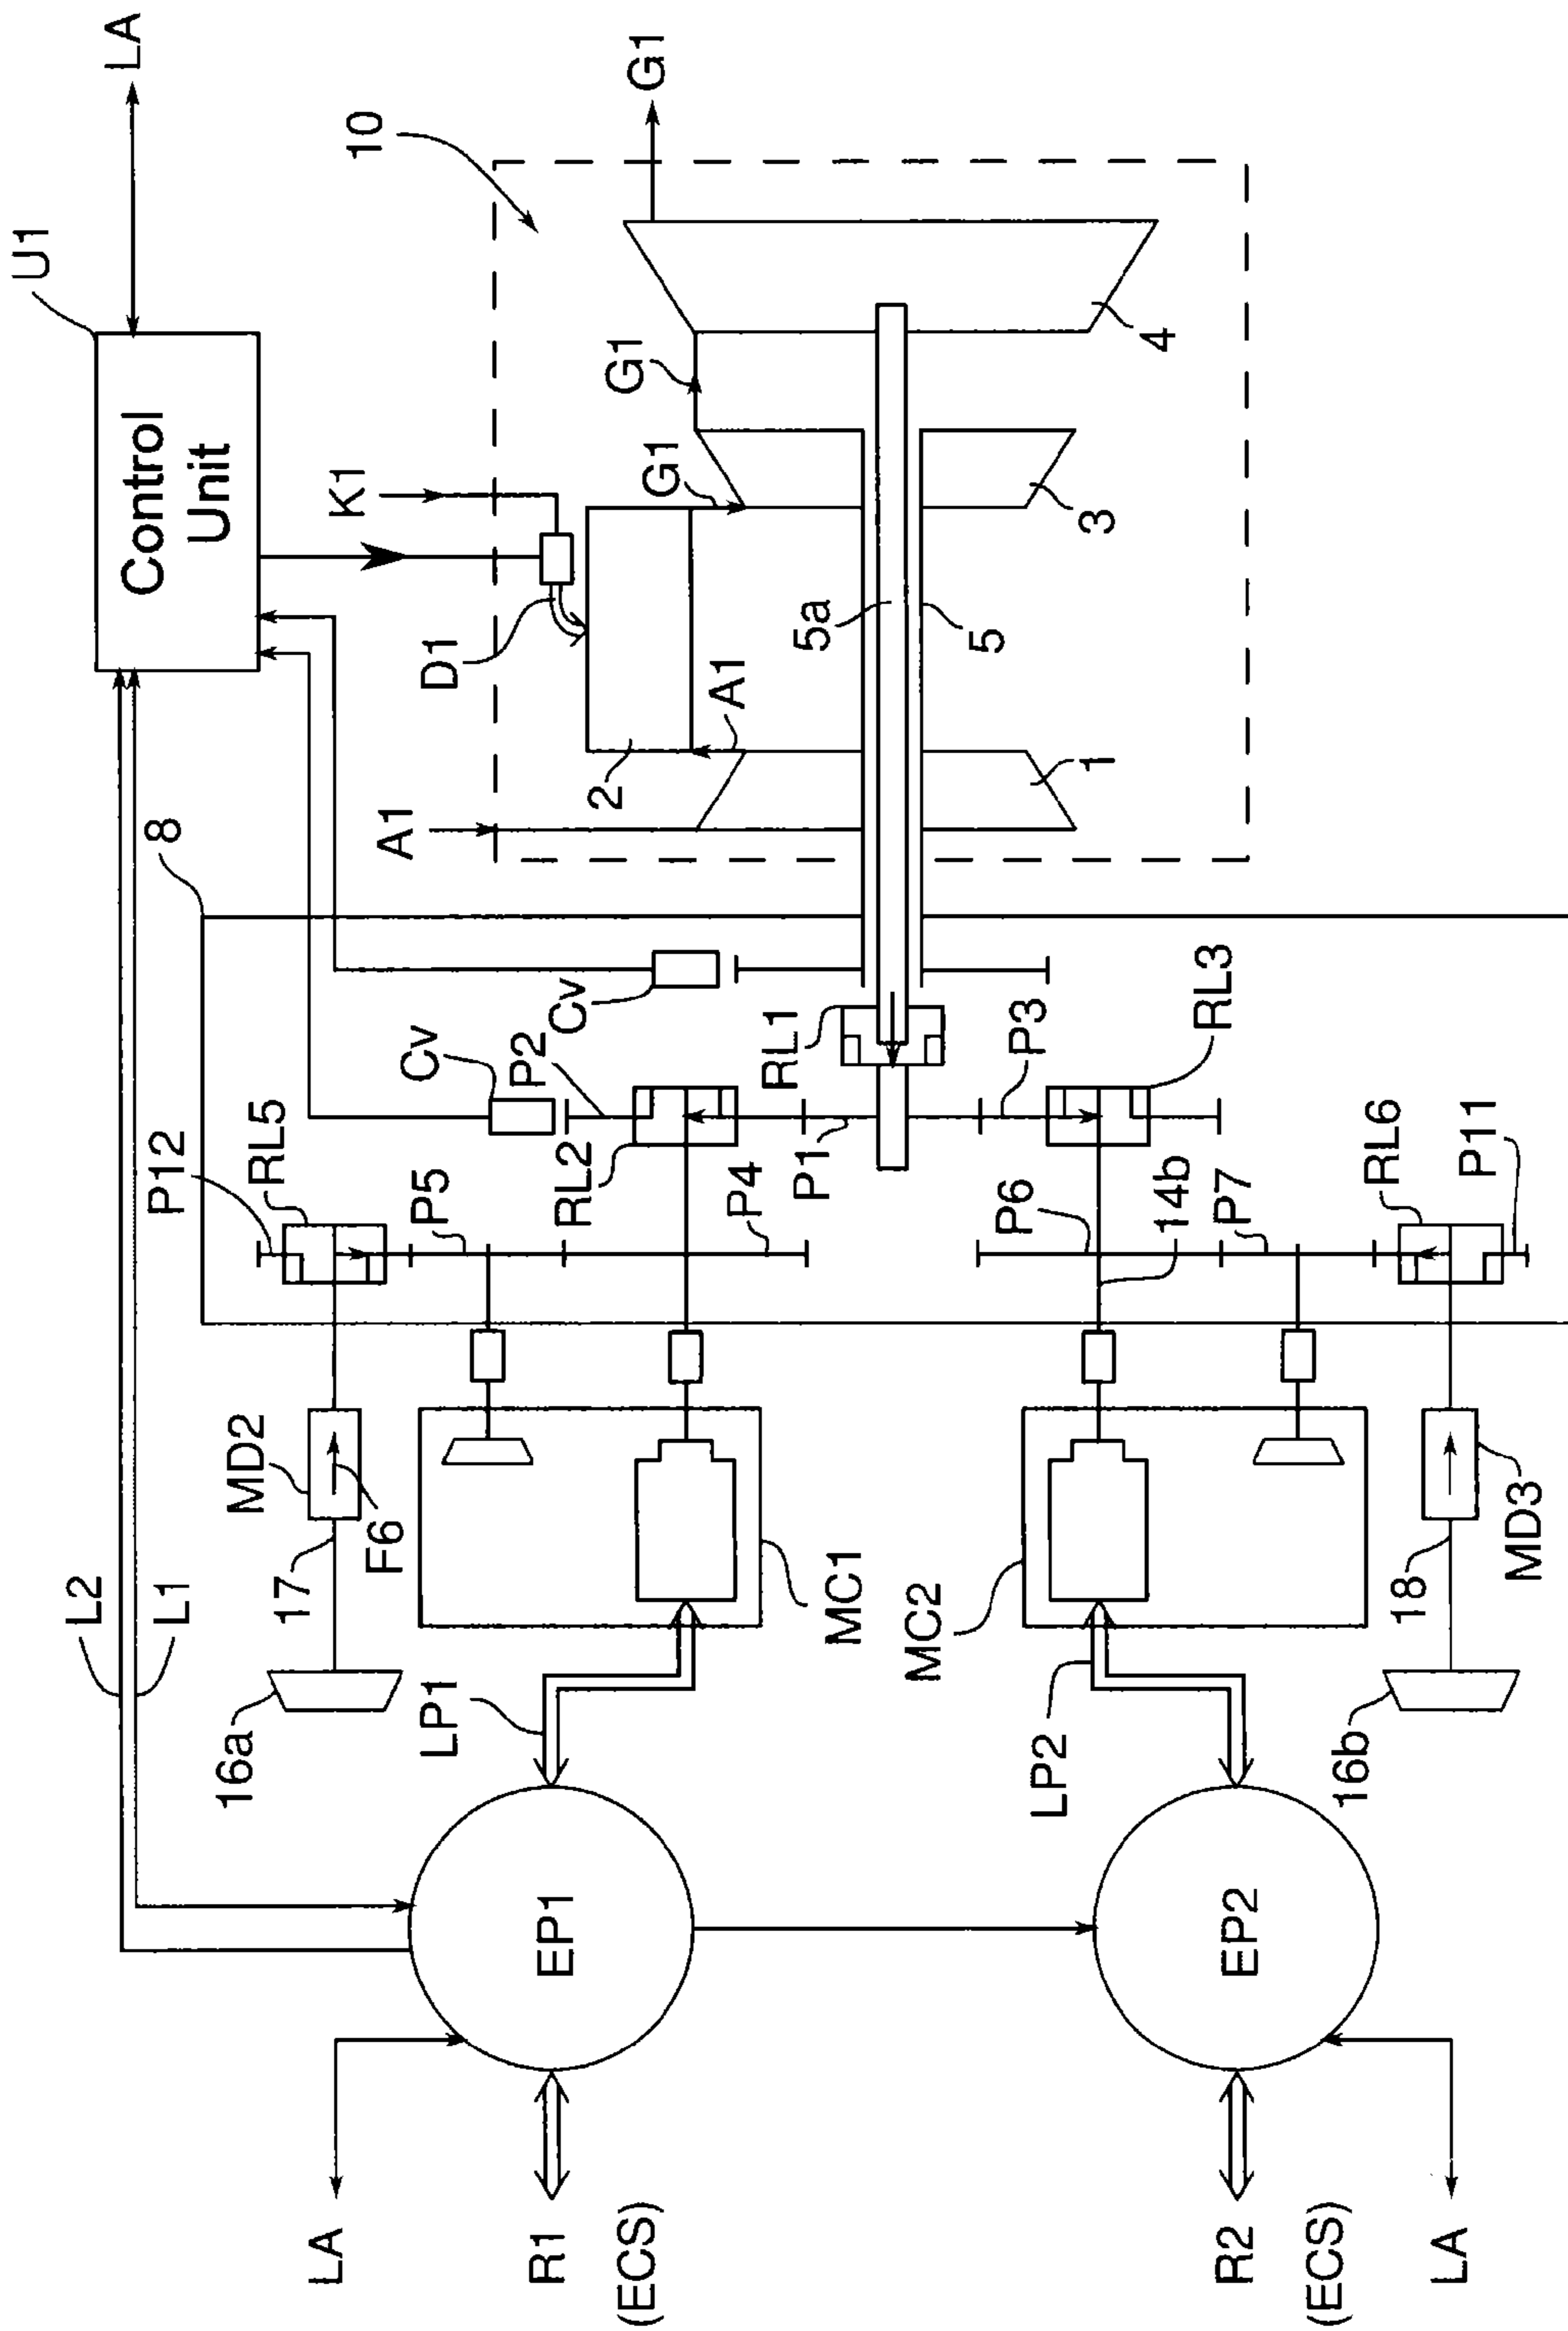 LA
R1
(ECS)
R2
(ECS)
LA
EP1
EP2
L2
L1
16a
LP1
LP2
16b
17
MD2
F6
MC1
MC2
18
MD3
P12
RL5
P5
RL2
P4
P1
P6
14b
P7
RL6
P11
8
Cv
P2
Cv
RL1
P3
RL3
U1
Control
Unit
LA
A1
D1
2
A1
1
K1
5a
5
G1
3
G1
4
10
G1